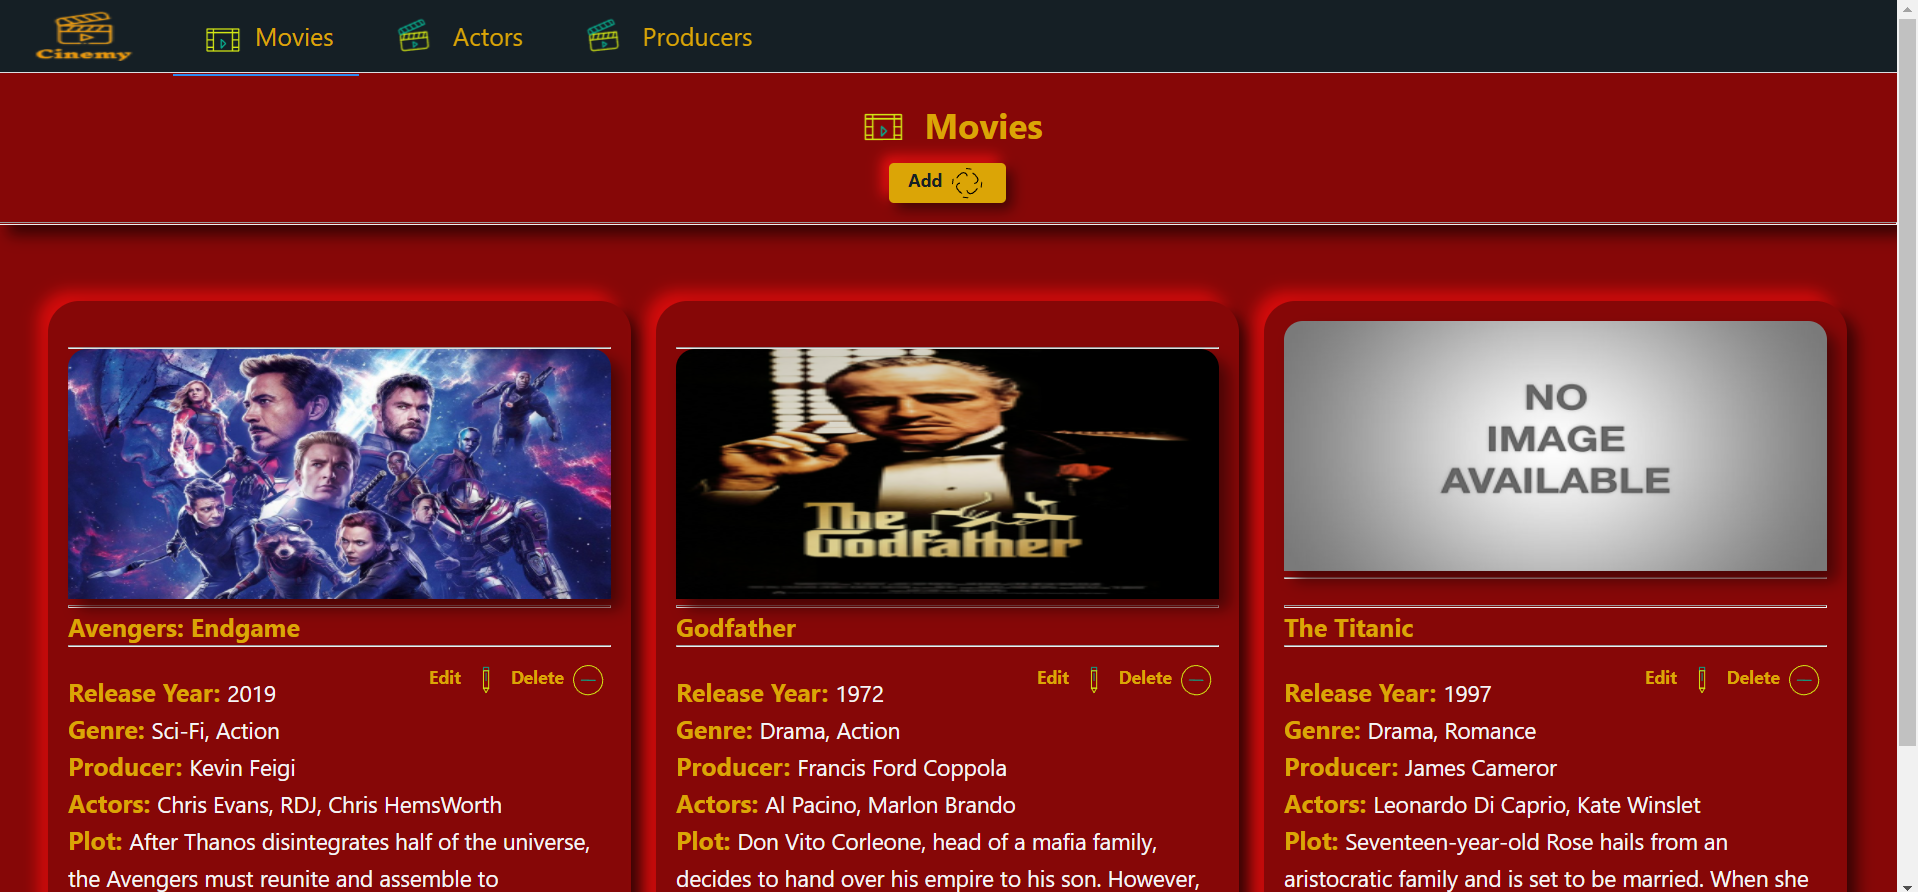 Cinemy
Movies
Actors
Producers
Movies
Add
NO
IMAGE
AVAILABLE
The
Godfather
Avengers: Endgame
Edit
Delete
Release Year: 2019
Genre: Sci-Fi, Action
Producer: Kevin Feigi
Actors: Chris Evans, RDJ, Chris HemsWorth
Plot: After Thanos disintegrates half of the universe,
the Avengers must reunite and assemble to
Godfather
Edit
Delete
Release Year: 1972
Genre: Drama, Action
Producer: Francis Ford Coppola
Actors: Al Pacino, Marlon Brando
Plot: Don Vito Corleone, head of a mafia family,
decides to hand over his empire to his son. However,
The Titanic
Edit
Delete
Release Year: 1997
Genre: Drama, Romance
Producer: James Cameror
Actors: Leonardo Di Caprio, Kate Winslet
Plot: Seventeen-year-old Rose hails from an
aristocratic family and is set to be married. When she